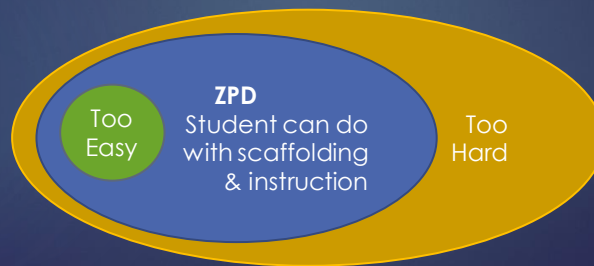 Too
Easy
ZPD
Student can do
with scaffolding
& instruction
Too
Hard